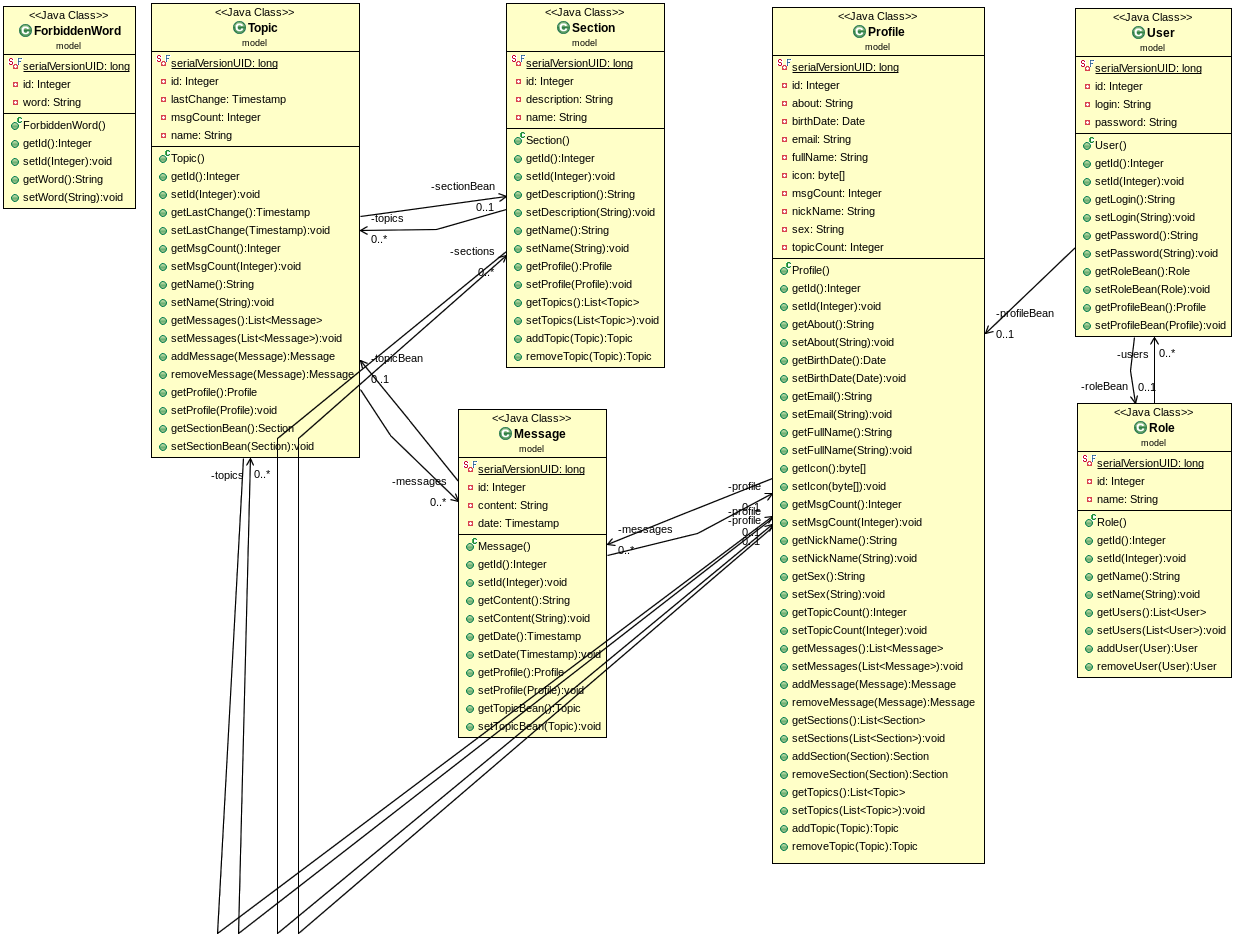 <<Java Class>>
ForbiddenWord
model
serialVersionUID: long
id: Integer
word: String
ForbiddenWord()
getId():Integer
setId(Integer):void
getWord():String
setWord(String):void
<<Java Class>>
Topic
model
serialVersionUID: long
id: Integer
lastChange: Timestamp
msgCount: Integer
name: String
Topic()
getId():Integer
setId(Integer):void
getLastChange():Timestamp
setLastChange(Timestamp):void
getMsgCount():Integer
setMsgCount(Integer):void
getName():String
setName(String):void
getMessages():List<Message>
setMessages(List<Message>):void
addMessage(Message):Message
removeMessage(Message):Message
getProfile():Profile
setProfile(Profile):void
getSectionBean():Section
setSectionBean(Section):void
-topics
0..*
-sectionBean
0..1
-topics
0..*
-sections
0..*
-topicBean
0..1
-messages
0..*
<<Java Class>>
Section
model
serialVersionUID: long
id: Integer
description: String
name: String
Section()
getId():Integer
setId(Integer):void
getDescription():String
setDescription(String):void
getName():String
setName(String):void
getProfile():Profile
setProfile(Profile):void
getTopics():List<Topic>
setTopics(List<Topic>):void
addTopic(Topic):Topic
removeTopic(Topic):Topic
<<Java Class>>
Message
model
serialVersionUID: long
id: Integer
content: String
date: Timestamp
Message()
getId():Integer
setId(Integer):void
getContent():String
setContent(String):void
getDate():Timestamp
setDate(Timestamp):void
getProfile():Profile
setProfile(Profile):void
getTopicBean():Topic
setTopicBean(Topic):void
-messages
0..*
-profile
0..1
-profile
-profile
0..1
0..1
<<Java Class>>
Profile
model
serialVersionUID: long
id: Integer
about: String
birthDate: Date
email: String
fullName: String
icon: byte[]
msgCount: Integer
nickName: String
sex: String
topicCount: Integer
Profile()
getId():Integer
setId(Integer):void
getAbout():String
setAbout(String):void
getBirthDate():Date
setBirthDate(Date):void
getEmail():String
setEmail(String):void
getFullName():String
setFullName(String):void
getIcon():byte[]
setIcon(byte[]):void
getMsgCount():Integer
setMsgCount(Integer):void
getNickName():String
setNickName(String):void
getSex():String
setSex(String):void
getTopicCount():Integer
setTopicCount(Integer):void
getMessages():List<Message>
setMessages(List<Message>):void
addMessage(Message):Message
removeMessage(Message):Message
getSections():List<Section>
setSections(List<Section>):void
addSection(Section):Section
removeSection(Section):Section
getTopics():List<Topic>
setTopics(List<Topic>):void
addTopic(Topic):Topic
removeTopic(Topic):Topic
-profileBean
0..1
<<Java Class>>
User
model
serialVersionUID: long
id: Integer
login: String
password: String
User()
getId():Integer
setId(Integer):void
getLogin():String
setLogin(String):void
getPassword():String
setPassword(String):void
getRoleBean():Role
setRoleBean(Role):void
getProfileBean():Profile
setProfileBean(Profile):void
-users
0..*
-roleBean
0..1
<<Java Class>>
Role
model
serialVersionUID: long
id: Integer
name: String
Role()
getId():Integer
setId(Integer):void
getName():String
setName(String):void
getUsers():List<User>
setUsers(List<User>):void
addUser(User):User
removeUser(User):User